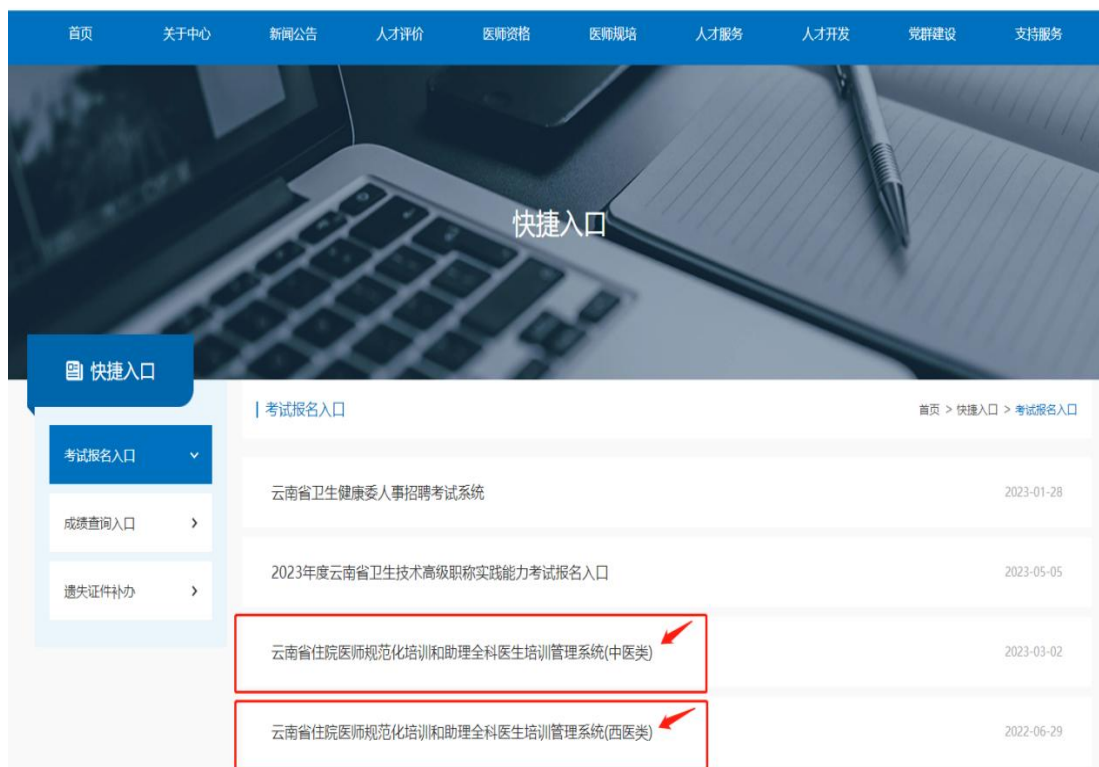 首页 关于中心 新闻公告 人才评价 医师资格 医师规培 人才服务 人才开发 党群建设 支持服务
快捷入口
快捷入口
考试报名入口
首页 > 快捷入口 > 考试报名入口
考试报名入口
成绩查询入口
遗失证件补办
云南省卫生健康委人事招聘考试系统 2023-01-28
2023年度云南省卫生技术高级职称实践能力考试报名入口 2023-05-05
云南省住院医师规范化培训和助理全科医生培训管理系统(中医类) 2023-03-02
云南省住院医师规范化培训和助理全科医生培训管理系统(西医类) 2022-06-29